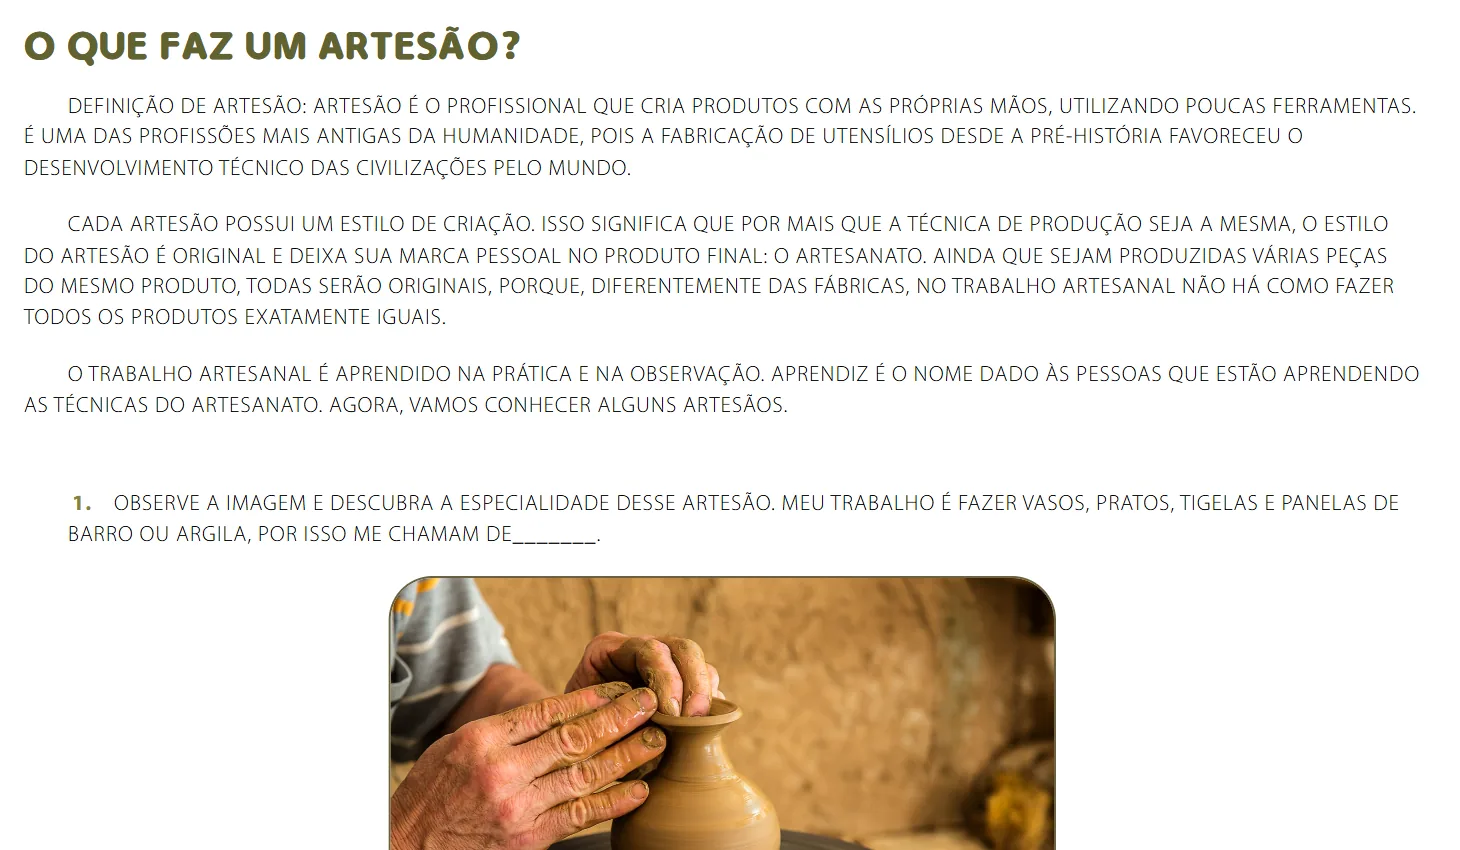 O QUE FAZ UM ARTESÃO?
DEFINIÇÃO DE ARTESÃO: ARTESÃO É O PROFISSIONAL QUE CRIA PRODUTOS COM AS PRÓPRIAS MÃOS, UTILIZANDO POUCAS FERRAMENTAS.
É UMA DAS PROFISSÕES MAIS ANTIGAS DA HUMANIDADE, POIS A FABRICAÇÃO DE UTENSÍLIOS DESDE A PRÉ-HISTÓRIA FAVORECEU O
DESENVOLVIMENTO TÉCNICO DAS CIVILIZAÇÕES PELO MUNDO.
CADA ARTESÃO POSSUI UM ESTILO DE CRIAÇÃO. ISSO SIGNIFICA QUE POR MAIS QUE A TÉCNICA DE PRODUÇÃO SEJA A MESMA, O ESTILO
DO ARTESÃO É ORIGINAL E DEIXA SUA MARCA PESSOAL NO PRODUTO FINAL: O ARTESANATO. AINDA QUE SEJAM PRODUZIDAS VÁRIAS PEÇAS
DO MESMO PRODUTO, TODAS SERÃO ORIGINAIS, PORQUE, DIFERENTEMENTE DAS FÁBRICAS, NO TRABALHO ARTESANAL NÃO HÁ COMO FAZER
TODOS OS PRODUTOS EXATAMENTE IGUAIS.
O TRABALHO ARTESANAL É APRENDIDO NA PRÁTICA E NA OBSERVAÇÃO. APRENDIZ É O NOME DADO ÀS PESSOAS QUE ESTÃO APRENDENDO
AS TÉCNICAS DO ARTESANATO. AGORA, VAMOS CONHECER ALGUNS ARTESÃOS.
1. OBSERVE A IMAGEM E DESCUBRA A ESPECIALIDADE DESSE ARTESÃO. MEU TRABALHO É FAZER VASOS, PRATOS, TIGELAS E PANELAS DE
BARRO OU ARGILA, POR ISSO ME CHAMAM DE_______.